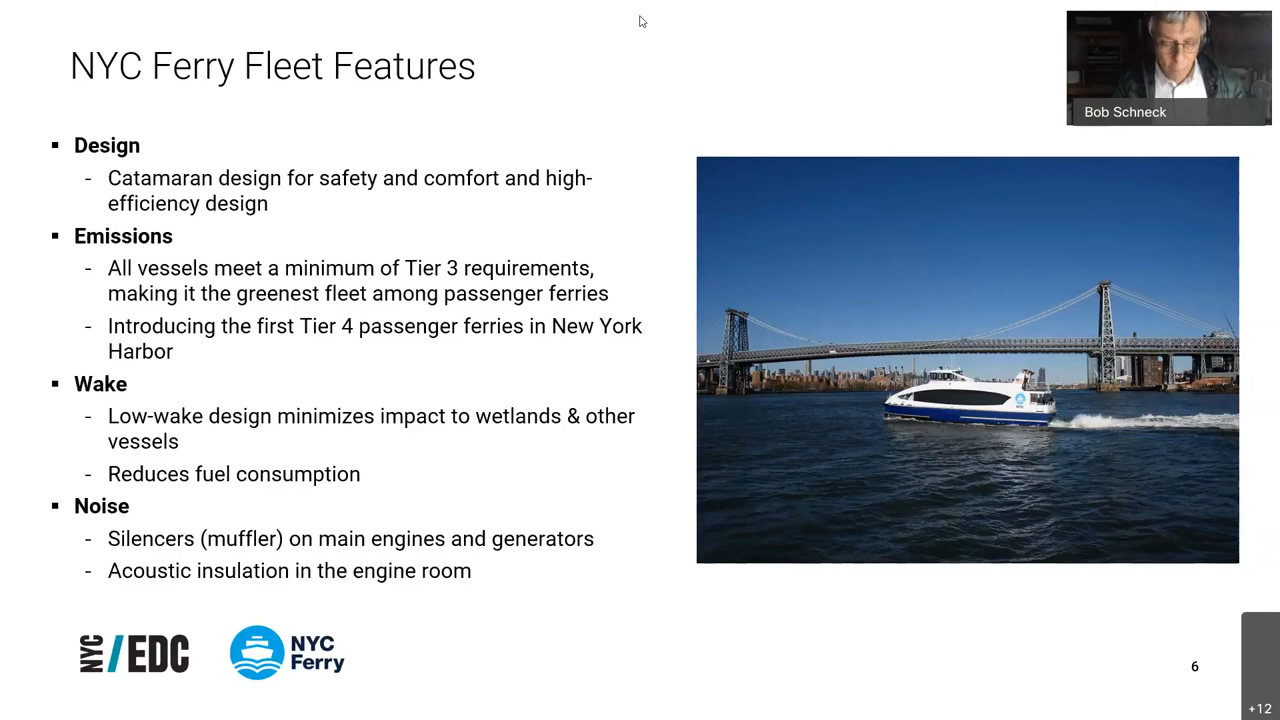 NYC Ferry Fleet Features
Bob Schneck
▪ Design
- Catamaran design for safety and comfort and high-
efficiency design
▪ Emissions
- All vessels meet a minimum of Tier 3 requirements,
making it the greenest fleet among passenger ferries
- Introducing the first Tier 4 passenger ferries in New York
Harbor
▪ Wake
- Low-wake design minimizes impact to wetlands & other
vessels
- Reduces fuel consumption
▪ Noise
- Silencers (muffler) on main engines and generators
- Acoustic insulation in the engine room
NYC/EDC
NYC
Ferry
6
+12